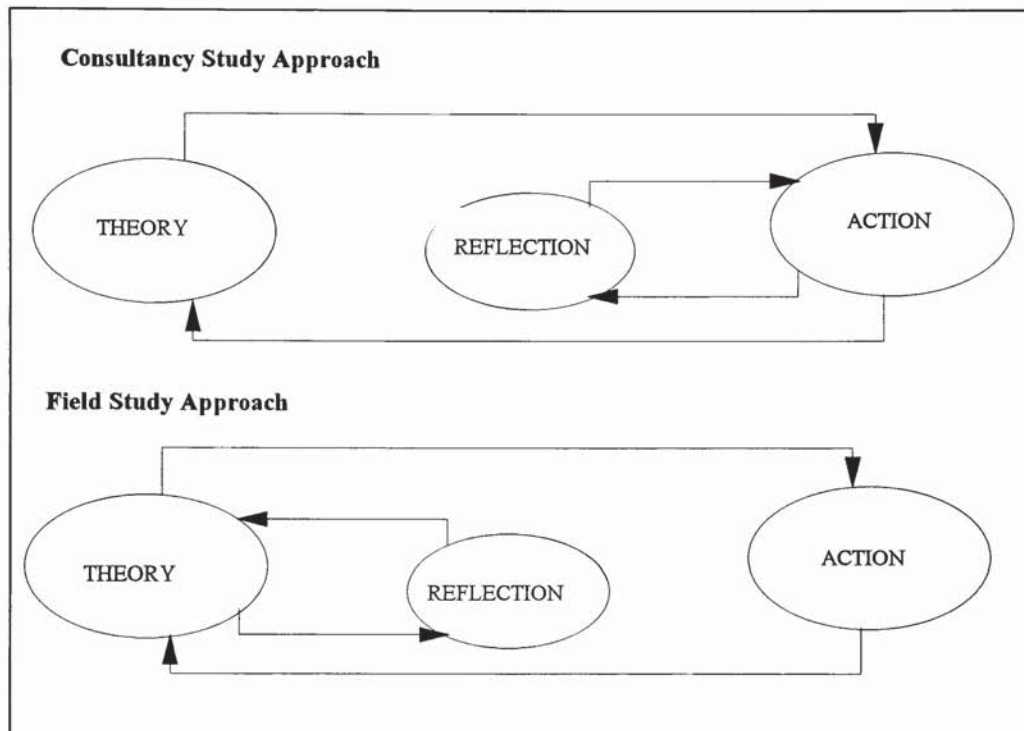 Consultancy Study Approach
THEORY
REFLECTION
ACTION
Field Study Approach
THEORY
REFLECTION
ACTION